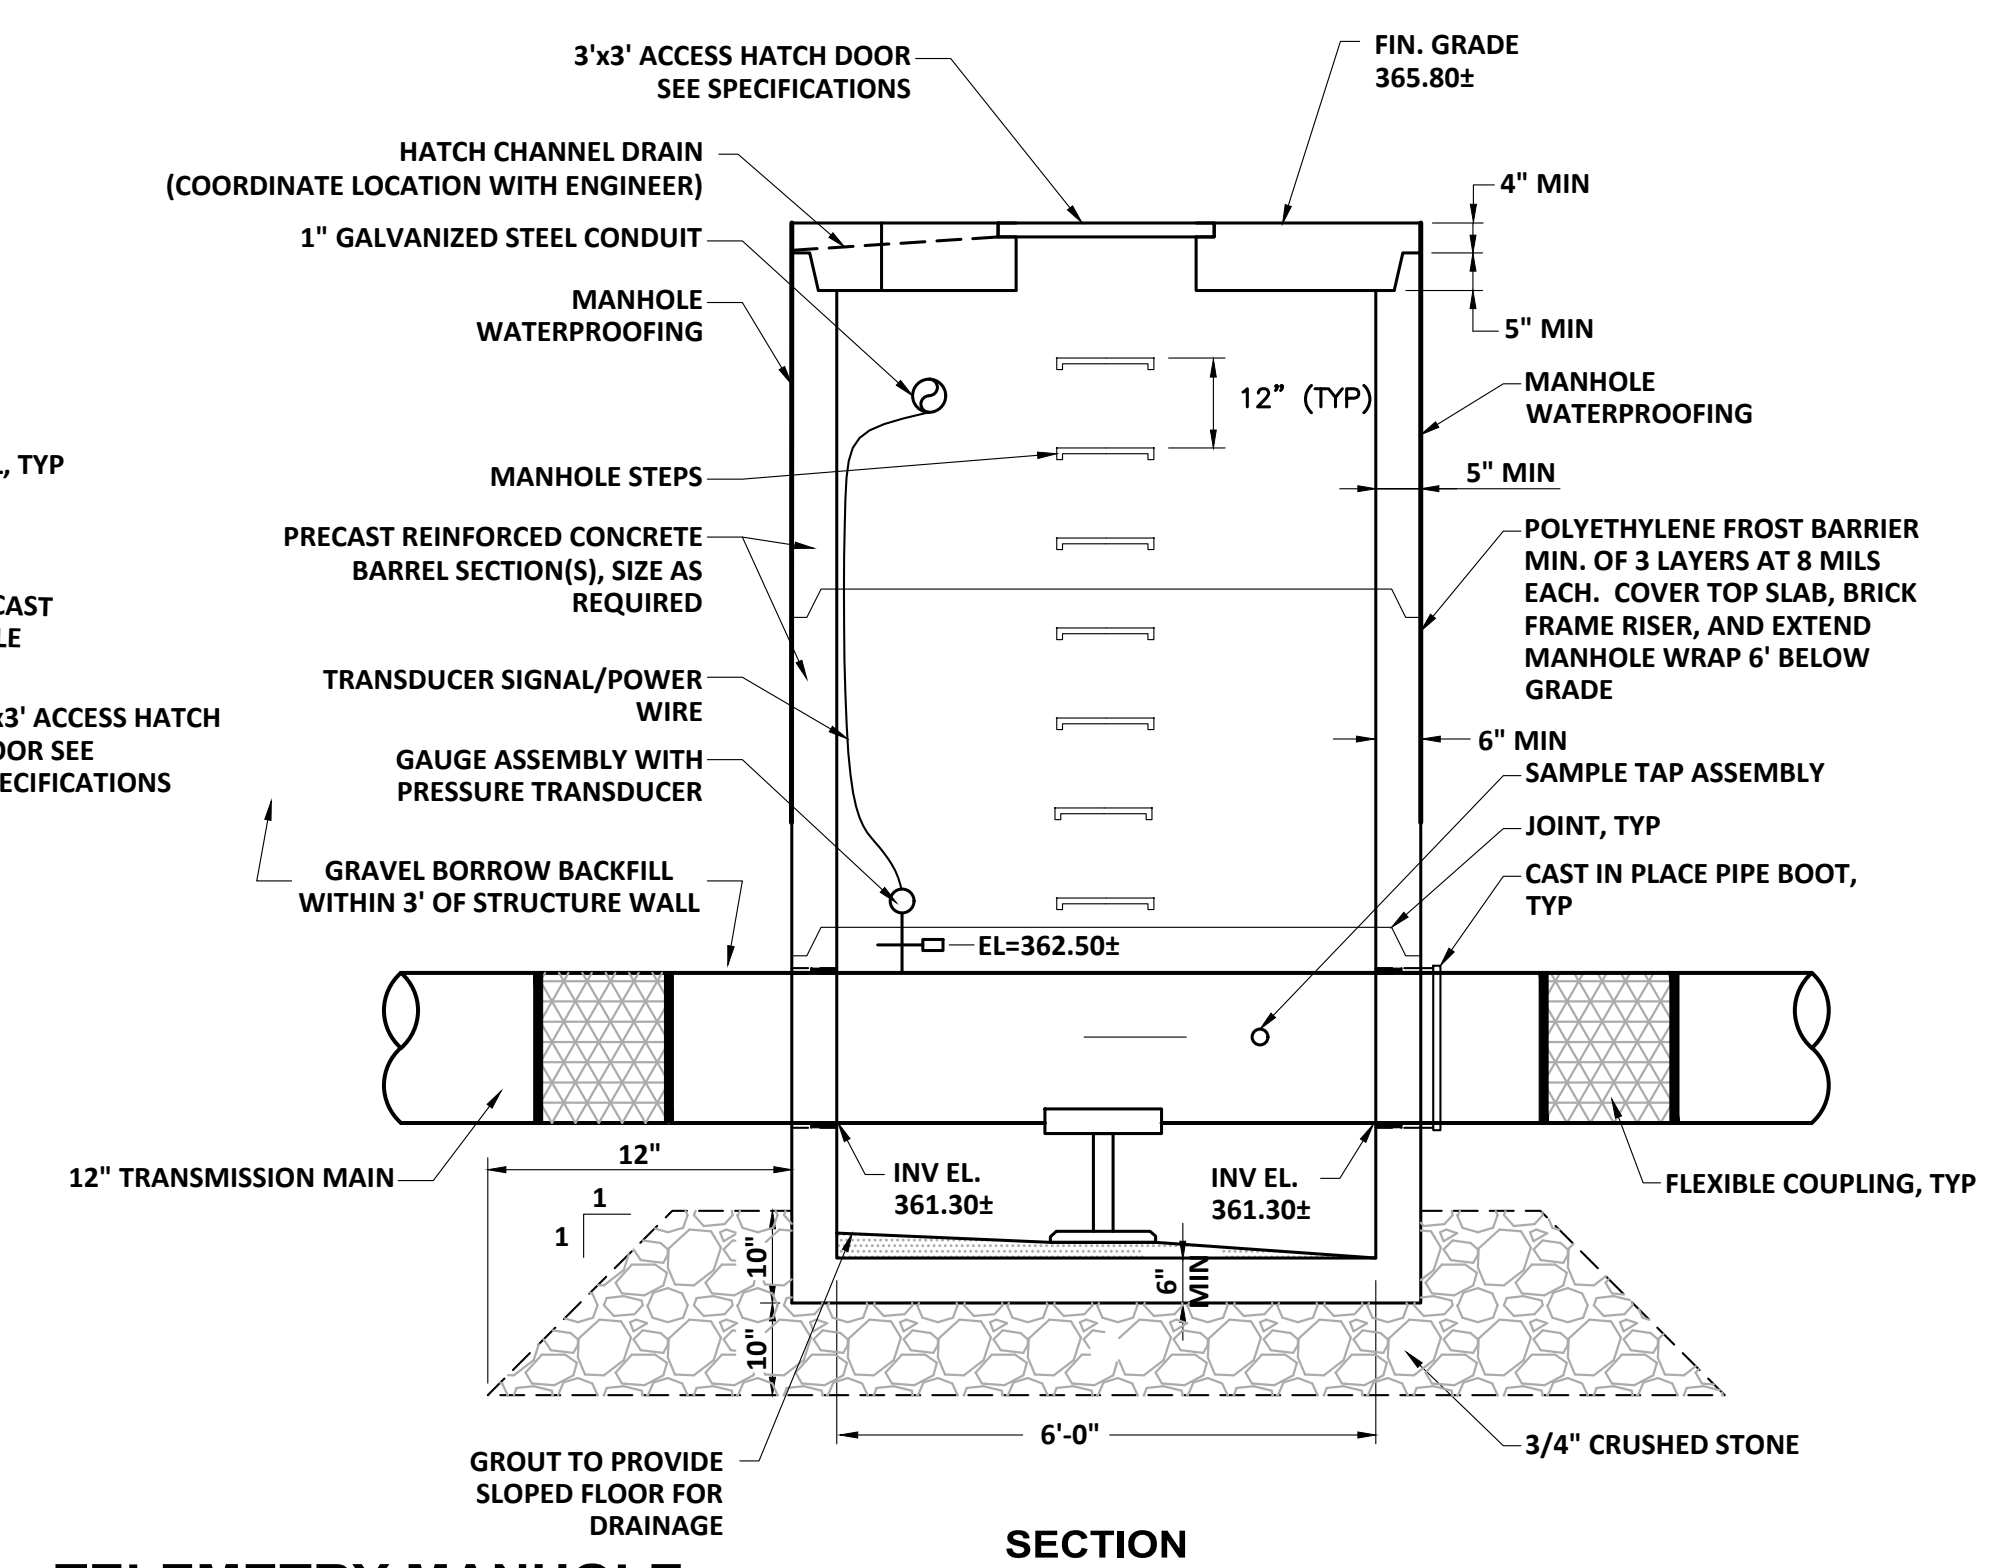 3'x3' ACCESS HATCH DOOR
SEE SPECIFICATIONS
FIN. GRADE
365.80±
HATCH CHANNEL DRAIN
(COORDINATE LOCATION WITH ENGINEER)
4" MIN
1" GALVANIZED STEEL CONDUIT
MANHOLE
WATERPROOFING
5" MIN
12" (TYP)
MANHOLE
WATERPROOFING
L, TYP
MANHOLE STEPS
5" MIN
PRECAST REINFORCED CONCRETE
BARREL SECTION(S), SIZE AS
REQUIRED
POLYETHYLENE FROST BARRIER
MIN. OF 3 LAYERS AT 8 MILS
EACH. COVER TOP SLAB, BRICK
FRAME RISER, AND EXTEND
MANHOLE WRAP 6' BELOW
GRADE
CAST
LE
TRANSDUCER SIGNAL/POWER
WIRE
x3' ACCESS HATCH
OOR SEE
ECIFICATIONS
6" MIN
GAUGE ASSEMBLY WITH
PRESSURE TRANSDUCER
SAMPLE TAP ASSEMBLY
JOINT, TYP
GRAVEL BORROW BACKFILL
WITHIN 3' OF STRUCTURE WALL
CAST IN PLACE PIPE BOOT,
TYP
EL=362.50±
12" TRANSMISSION MAIN
12"
INV EL.
361.30±
INV EL.
361.30±
FLEXIBLE COUPLING, TYP
1
1
10"
10"
6"
MIN
6'-0"
3/4" CRUSHED STONE
GROUT TO PROVIDE
SLOPED FLOOR FOR
DRAINAGE
SECTION
TELEMETRY MANHOLE